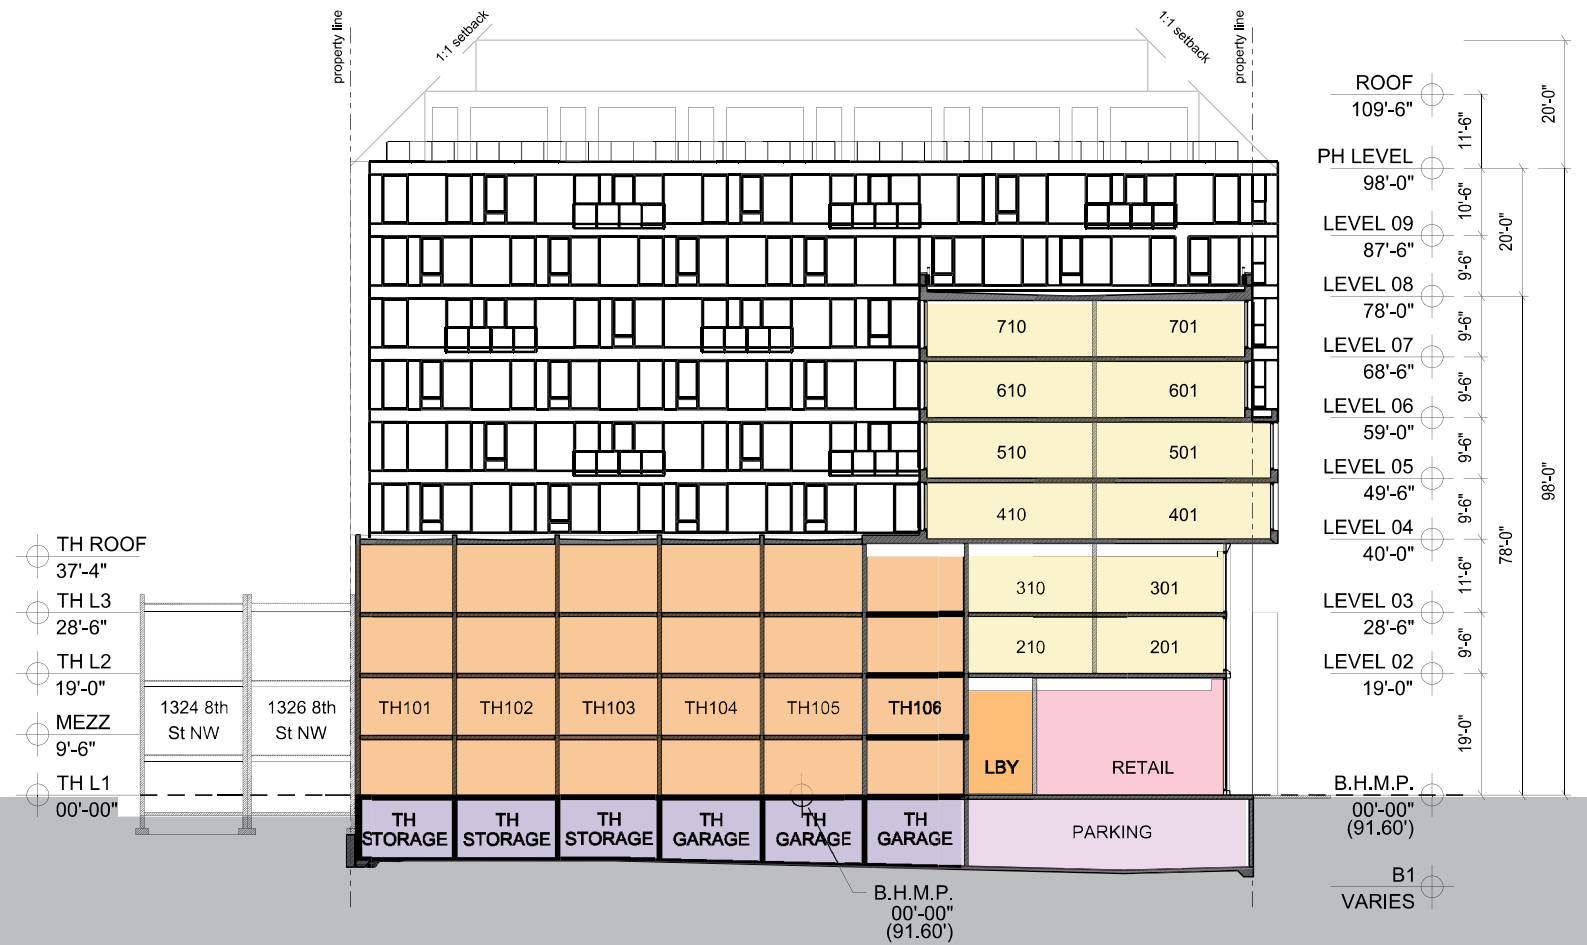 property line
1:1 setback
1:1 setback
property line
ROOF
109'-6"
PH LEVEL
98'-0"
LEVEL 09
87'-6"
LEVEL 08
78'-0"
LEVEL 07
68'-6"
LEVEL 06
59'-0"
LEVEL 05
49'-6"
LEVEL 04
40'-0"
LEVEL 03
28'-6"
LEVEL 02
19'-0"
B.H.M.P.
00'-00"
(91.60')
B1
VARIES
11'-6"
10'-6"
9'-6"
9'-6"
9'-6"
9'-6"
9'-6"
11'-6"
9'-6"
19'-0"
20'-0"
78'-0"
20'-0"
98'-0"
710
701
610
601
510
501
410
401
310
301
210
201
TH ROOF
37'-4"
TH L3
28'-6"
TH L2
19'-0"
MEZZ
9'-6"
TH L1
00'-00"
1324 8th
St NW
1326 8th
St NW
TH101
TH102
TH103
TH104
TH105
TH106
LBY
RETAIL
TH
STORAGE
TH
STORAGE
TH
STORAGE
TH
GARAGE
TH
GARAGE
TH
GARAGE
PARKING
B.H.M.P.
00'-00"
(91.60')